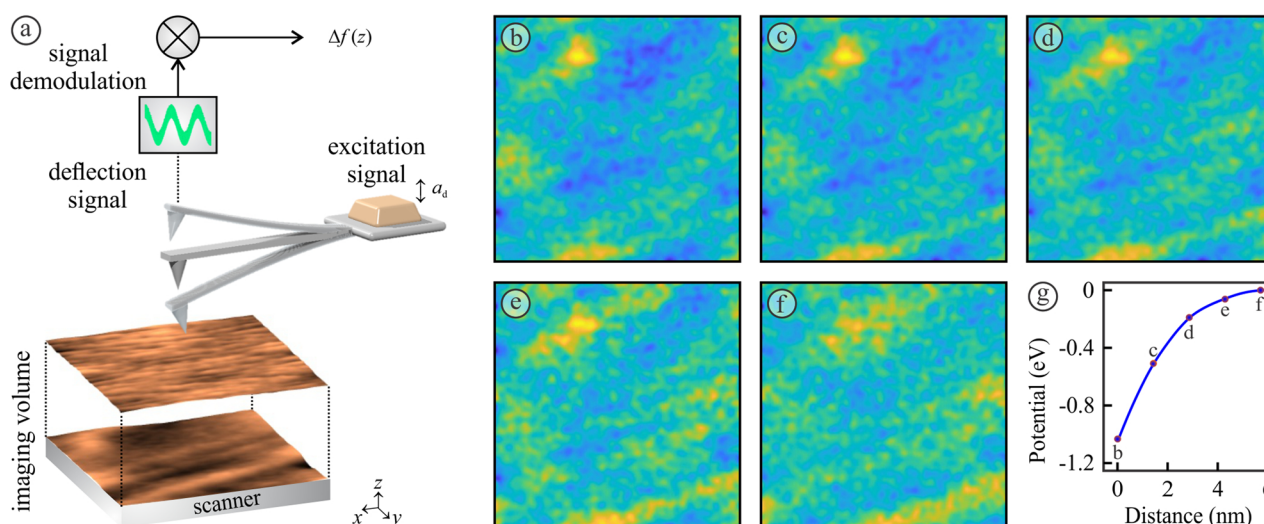 a
signal
demodulation
Δf(z)
deflection
signal
excitation
signal
a_d
imaging volume
scanner
x
y
z
b
c
d
e
f
g
Potential (eV)
0
-0.4
-0.8
-1.2
b
c
d
e
f
0
2
4
Distance (nm)